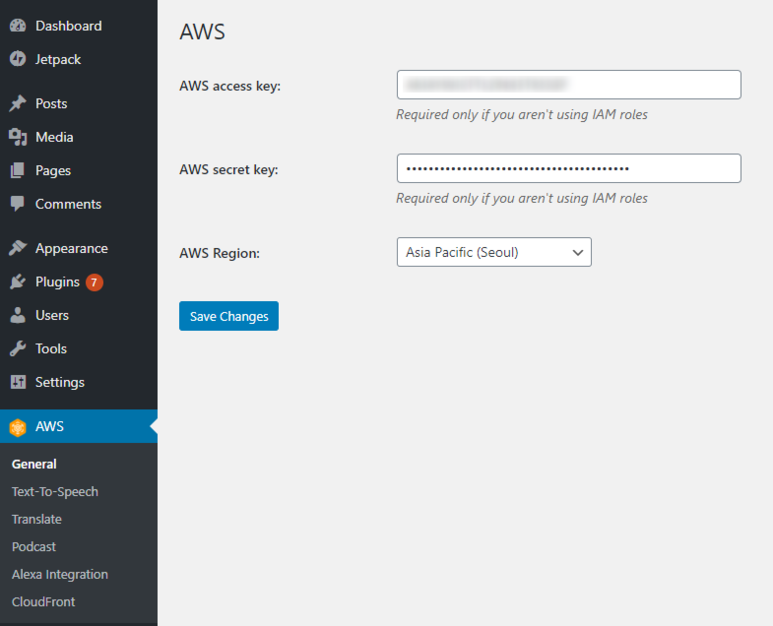 Dashboard
Jetpack
Posts
Media
Pages
Comments
Appearance
Plugins 7
Users
Tools
Settings
AWS
General
Text-To-Speech
Translate
Podcast
Alexa Integration
CloudFront
AWS
AWS access key:
Required only if you aren't using IAM roles
AWS secret key:
••••••••••••••••••••••••••••••••••••••••
Required only if you aren't using IAM roles
AWS Region:
Asia Pacific (Seoul)
Save Changes